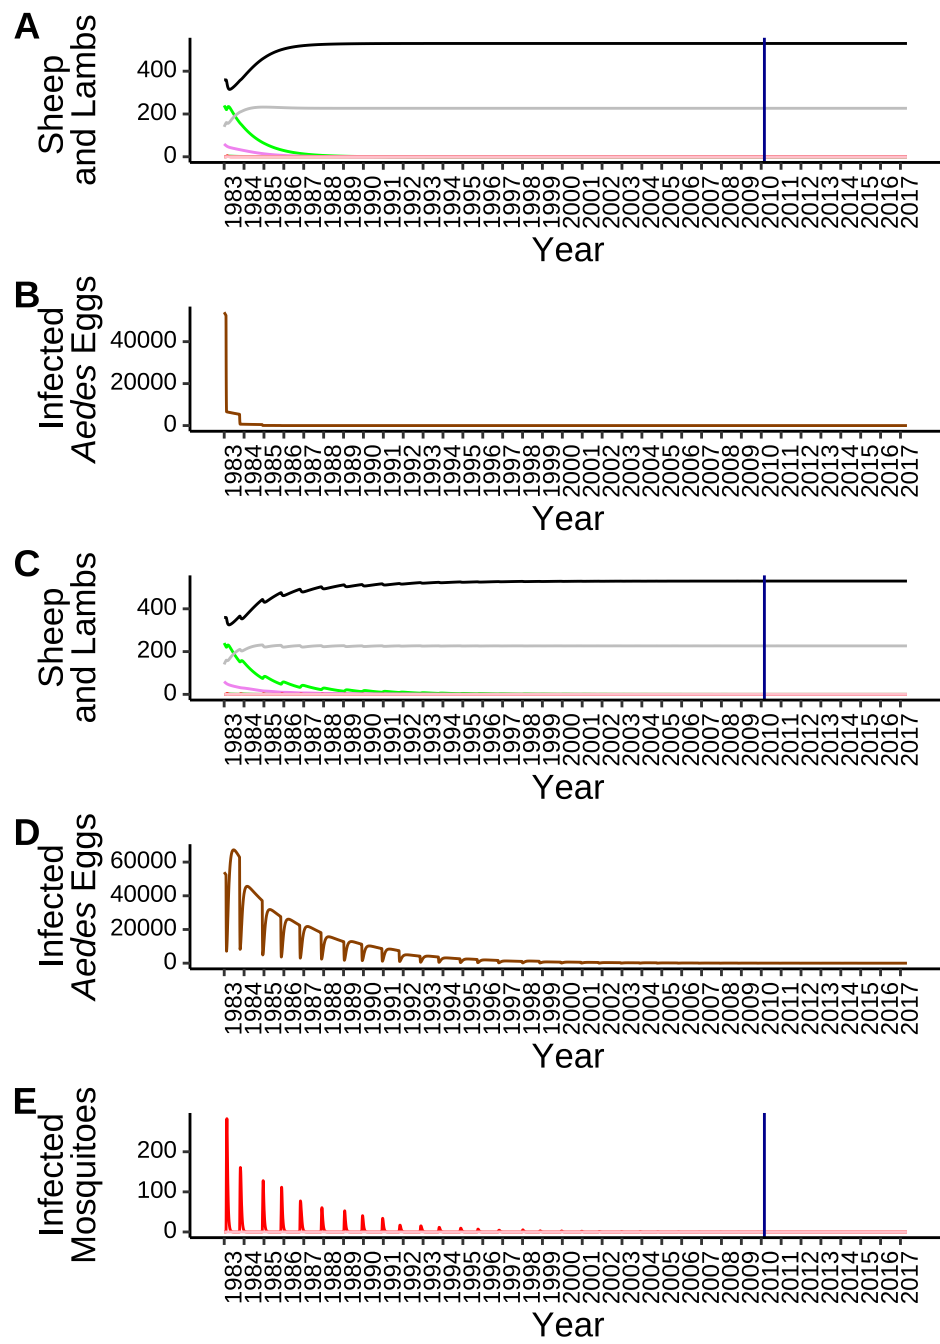 A
Sheep
and Lambs
400
200
0
1983 1984 1985 1986 1987 1988 1989 1990 1991 1992 1993 1994 1995 1996 1997 1998 1999 2000 2001 2002 2003 2004 2005 2006 2007 2008 2009 2010 2011 2012 2013 2014 2015 2016 2017
Year
B
Infected
Aedes Eggs
40000
20000
0
1983 1984 1985 1986 1987 1988 1989 1990 1991 1992 1993 1994 1995 1996 1997 1998 1999 2000 2001 2002 2003 2004 2005 2006 2007 2008 2009 2010 2011 2012 2013 2014 2015 2016 2017
Year
C
Sheep
and Lambs
400
200
0
1983 1984 1985 1986 1987 1988 1989 1990 1991 1992 1993 1994 1995 1996 1997 1998 1999 2000 2001 2002 2003 2004 2005 2006 2007 2008 2009 2010 2011 2012 2013 2014 2015 2016 2017
Year
D
Infected
Aedes Eggs
60000
40000
20000
0
1983 1984 1985 1986 1987 1988 1989 1990 1991 1992 1993 1994 1995 1996 1997 1998 1999 2000 2001 2002 2003 2004 2005 2006 2007 2008 2009 2010 2011 2012 2013 2014 2015 2016 2017
Year
E
Infected
Mosquitoes
200
100
0
1983 1984 1985 1986 1987 1988 1989 1990 1991 1992 1993 1994 1995 1996 1997 1998 1999 2000 2001 2002 2003 2004 2005 2006 2007 2008 2009 2010 2011 2012 2013 2014 2015 2016 2017
Year